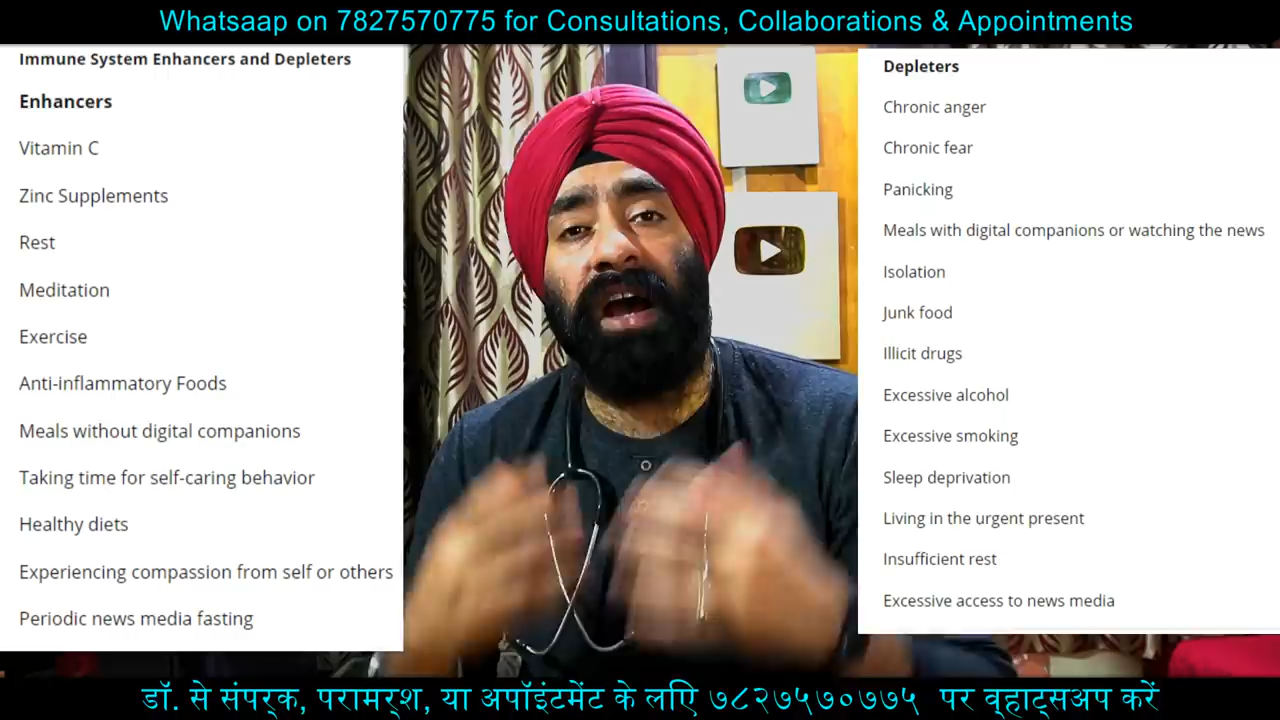 Whatsaap on 7827570775 for Consultations, Collaborations & Appointments
Immune System Enhancers and Depleters
Enhancers
Vitamin C
Zinc Supplements
Rest
Meditation
Exercise
Anti-inflammatory Foods
Meals without digital companions
Taking time for self-caring behavior
Healthy diets
Experiencing compassion from self or others
Periodic news media fasting
Depleters
Chronic anger
Chronic fear
Panicking
Meals with digital companions or watching the news
Isolation
Junk food
Illicit drugs
Excessive alcohol
Excessive smoking
Sleep deprivation
Living in the urgent present
Insufficient rest
Excessive access to news media
डॉ. से संपर्क, परामर्श, या अपॉइंटमेंट के लिए ७८२७५७०७७५ पर व्हाट्सअप करें